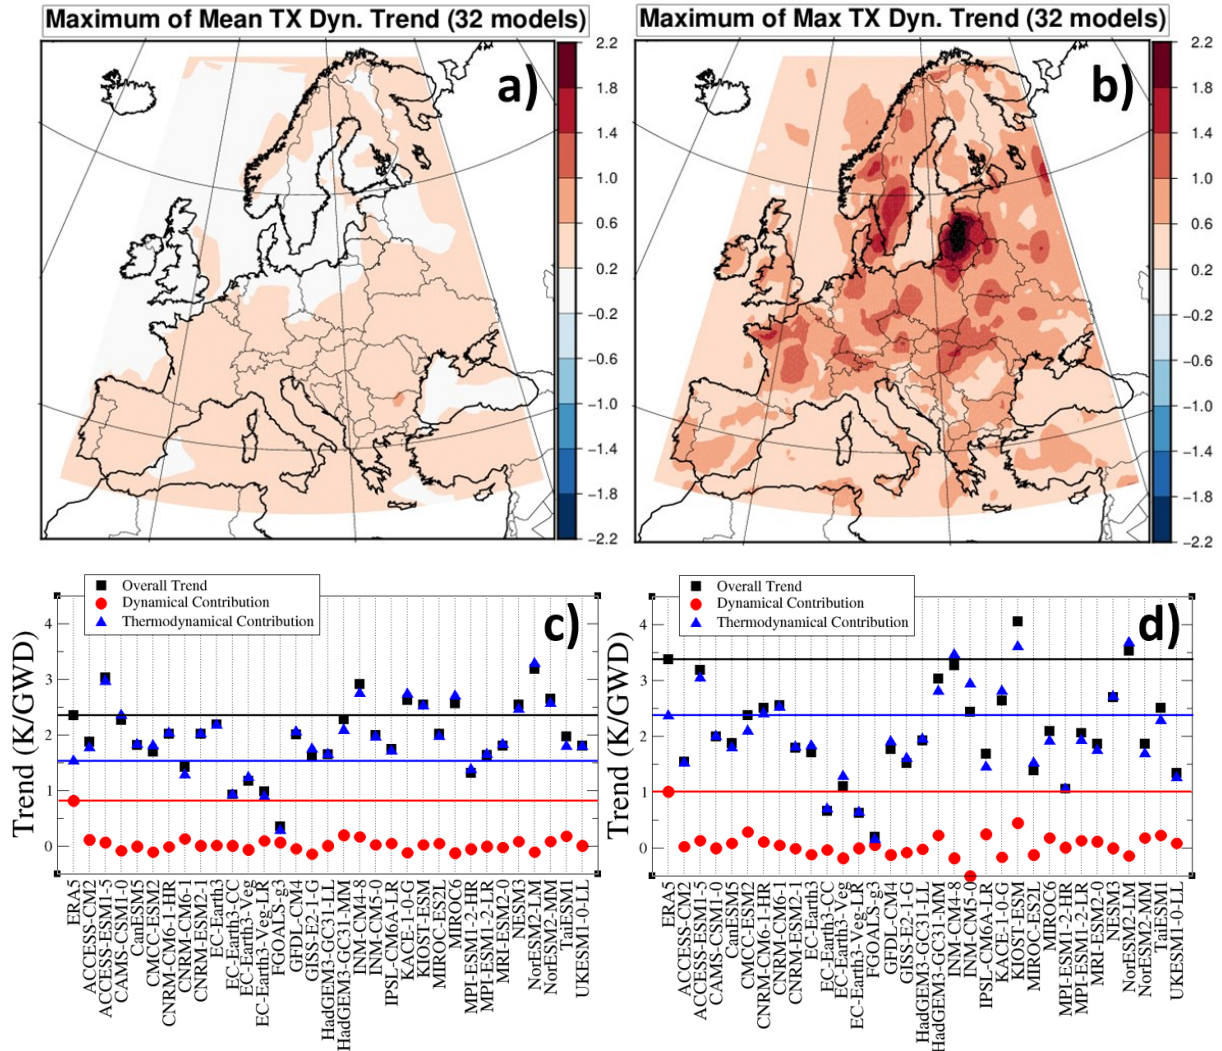 Maximum of Mean TX Dyn. Trend (32 models)
a)
2.2
1.8
1.4
1.0
0.6
0.2
−0.2
−0.6
−1.0
−1.4
−1.8
−2.2
Maximum of Max TX Dyn. Trend (32 models)
b)
2.2
1.8
1.4
1.0
0.6
0.2
−0.2
−0.6
−1.0
−1.4
−1.8
−2.2
Overall Trend
Dynamical Contribution
Thermodynamical Contribution
c)
Trend (K/GWD)
4
3
2
1
0
ERA5
ACCESS-CM2
ACCESS-ESM1-5
CAMS-CSM1-0
CanESM5
CMCC-ESM2
CNRM-CM6-1-HR
CNRM-CM6-1
CNRM-ESM2-1
EC-Earth3
EC-Earth3-CC
EC-Earth3-Veg
EC-Earth3-Veg-LR
FGOALS-g3
GFDL-CM4
GISS-E2-1-G
HadGEM3-GC31-LL
HadGEM3-GC31-MM
INM-CM4-8
INM-CM5-0
IPSL-CM6A-LR
KACE-1-0-G
KIOST-ESM
MIROC-ES2L
MIROC6
MPI-ESM1-2-HR
MPI-ESM1-2-LR
MRI-ESM2-0
NESM3
NorESM2-LM
NorESM2-MM
TaiESM1
UKESM1-0-LL
Overall Trend
Dynamical Contribution
Thermodynamical Contribution
d)
Trend (K/GWD)
4
3
2
1
0
ERA5
ACCESS-CM2
ACCESS-ESM1-5
CAMS-CSM1-0
CanESM5
CMCC-ESM2
CNRM-CM6-1-HR
CNRM-CM6-1
CNRM-ESM2-1
EC-Earth3
EC-Earth3-CC
EC-Earth3-Veg
EC-Earth3-Veg-LR
FGOALS-g3
GFDL-CM4
GISS-E2-1-G
HadGEM3-GC31-LL
HadGEM3-GC31-MM
INM-CM4-8
INM-CM5-0
IPSL-CM6A-LR
KACE-1-0-G
KIOST-ESM
MIROC-ES2L
MIROC6
MPI-ESM1-2-HR
MPI-ESM1-2-LR
MRI-ESM2-0
NESM3
NorESM2-LM
NorESM2-MM
TaiESM1
UKESM1-0-LL